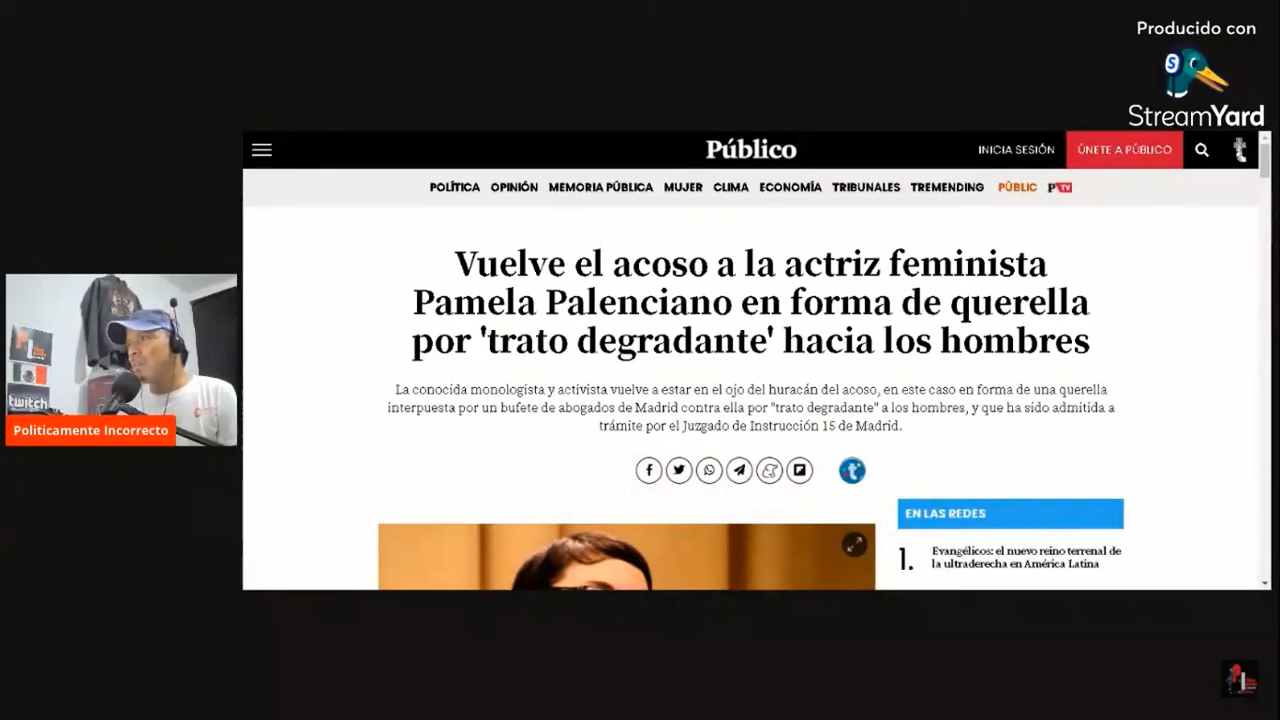 Producido con
StreamYard
Público
INICIA SESIÓN
ÚNETE A PÚBLICO
POLÍTICA OPINIÓN MEMORIA PÚBLICA MUJER CLIMA ECONOMÍA TRIBUNALES TREMENDING PÚBLIC PTV
Vuelve el acoso a la actriz feminista
Pamela Palenciano en forma de querella
por 'trato degradante' hacia los hombres
La conocida monologista y activista vuelve a estar en el ojo del huracán del acoso, en este caso en forma de una querella
interpuesta por un bufete de abogados de Madrid contra ella por "trato degradante" a los hombres, y que ha sido admitida a
trámite por el Juzgado de Instrucción 15 de Madrid.
twitch
Politicamente Incorrecto
EN LAS REDES
1. Evangélicos: el nuevo reino terrenal de
la ultraderecha en América Latina